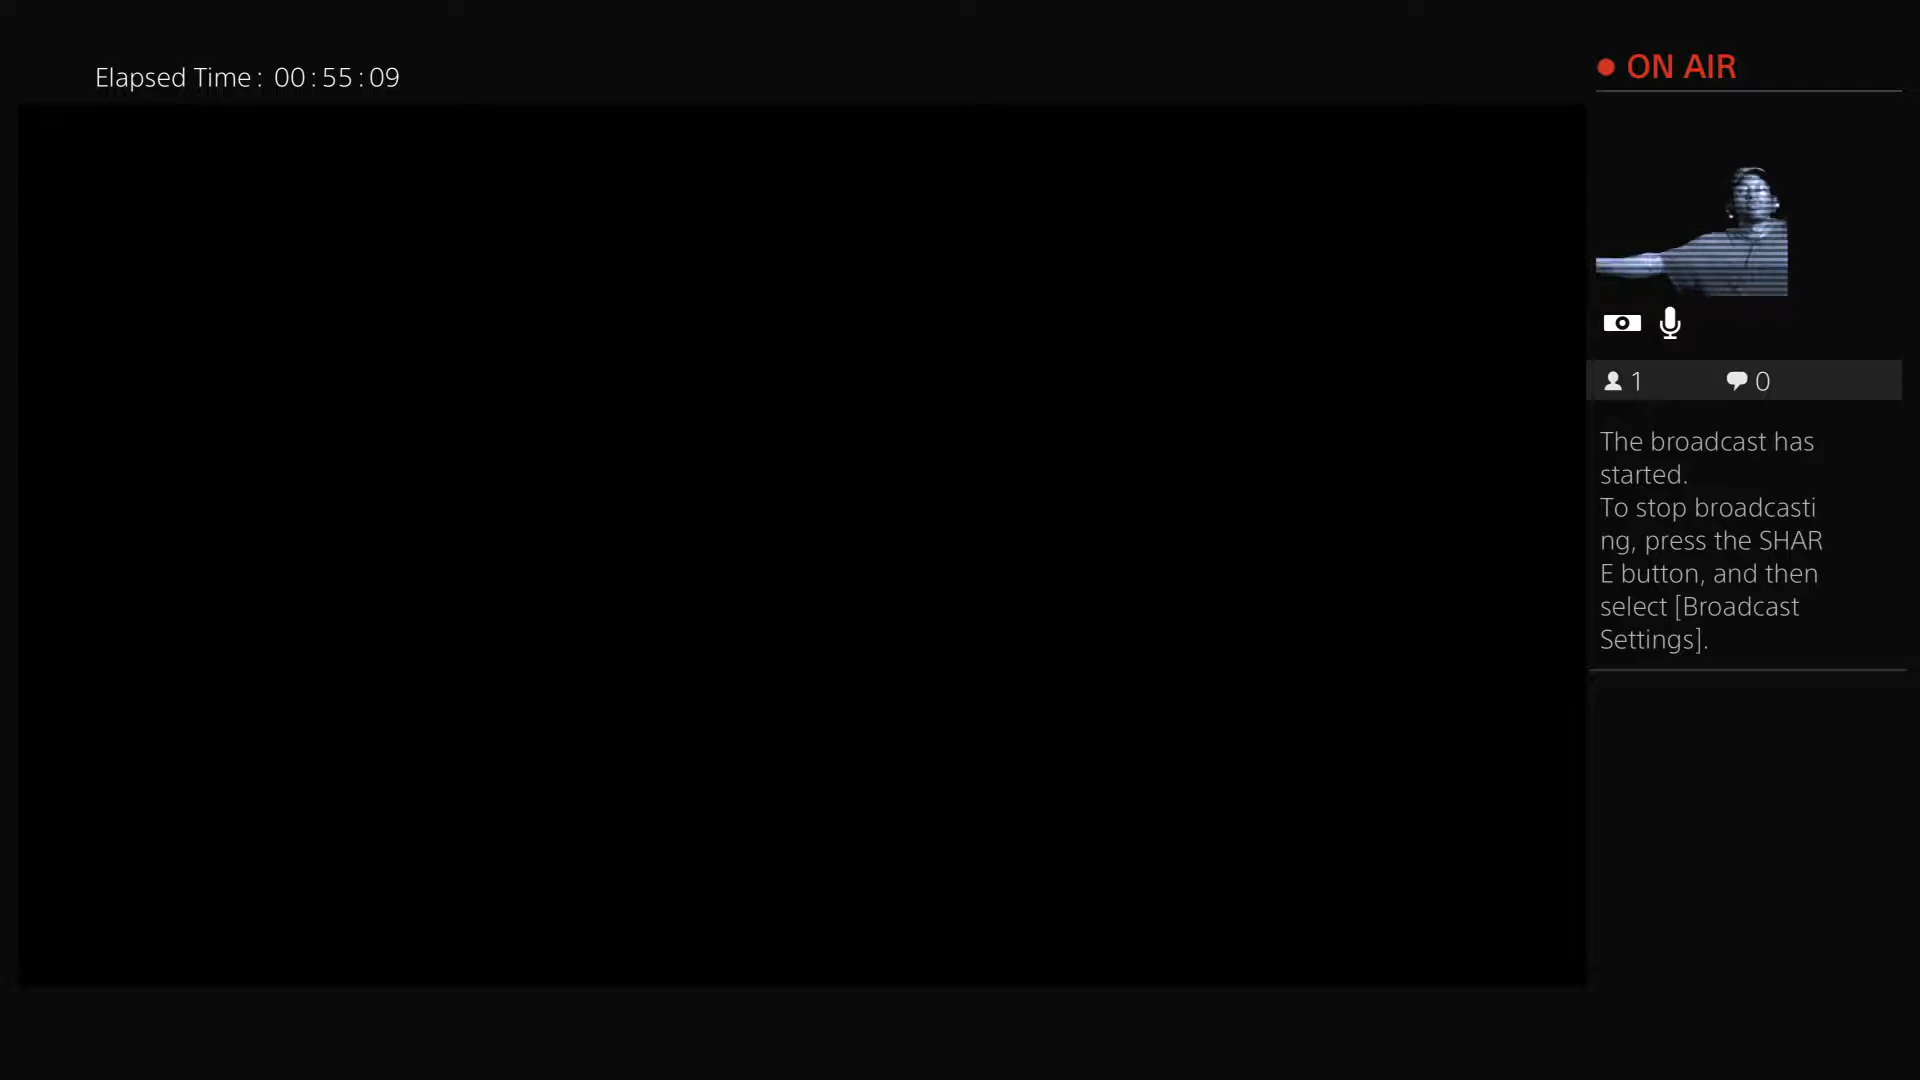 Elapsed Time: 00:55:09
ON AIR
1 0
The broadcast has
started.
To stop broadcasti
ng, press the SHAR
E button, and then
select [Broadcast
Settings].